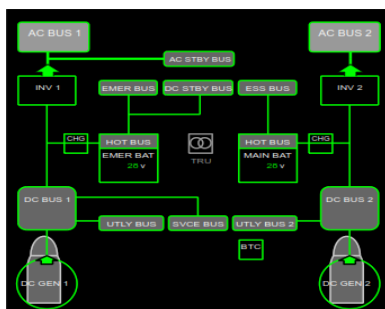 AC BUS 1
AC BUS 2
AC STBY BUS
INV 1
EMER BUS
DC STBY BUS
ESS BUS
INV 2
CHG
HOT BUS
EMER BAT
28 v
TRU
HOT BUS
MAIN BAT
28 v
CHG
DC BUS 1
DC BUS 2
UTLY BUS
SVCE BUS
UTLY BUS 2
BTC
DC GEN 1
DC GEN 2